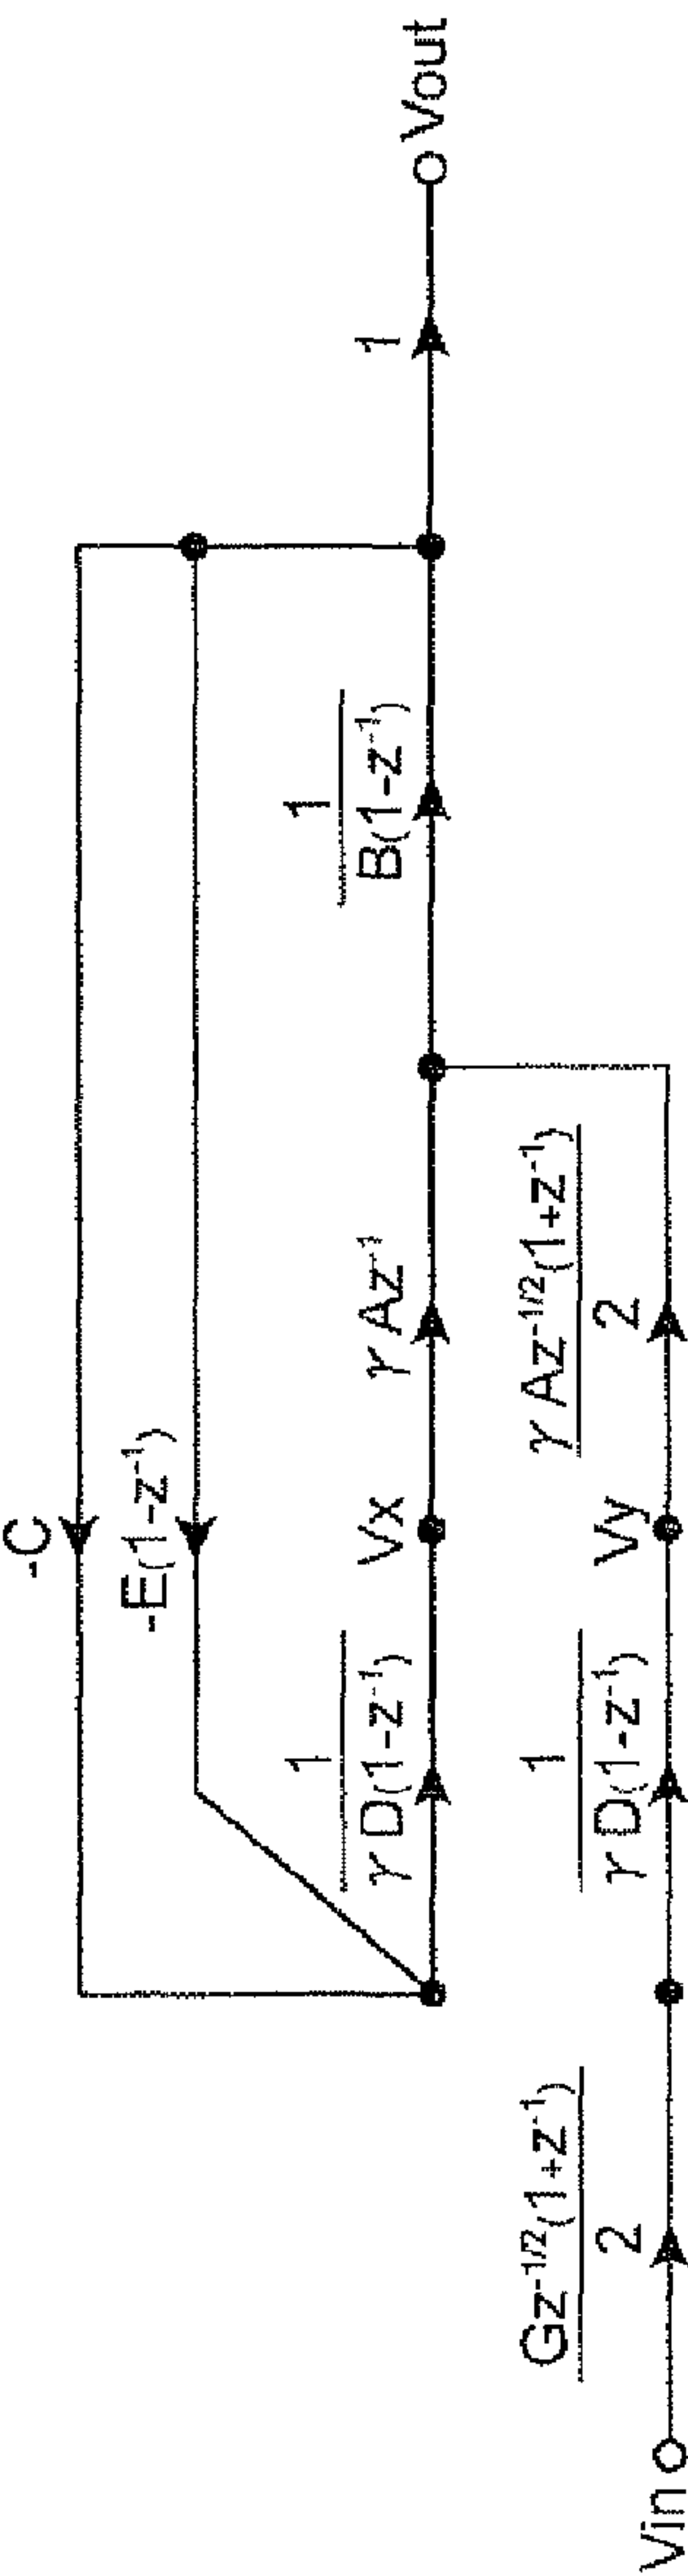 -C
-E(1-z⁻¹)
1
γD(1-z⁻¹)
Vx
γAz⁻¹
1
B(1-z⁻¹)
1
Vout
Vin
Gz⁻¹ᐟ²(1+z⁻¹)
2
1
γD(1-z⁻¹)
Vy
γAz⁻¹ᐟ²(1+z⁻¹)
2